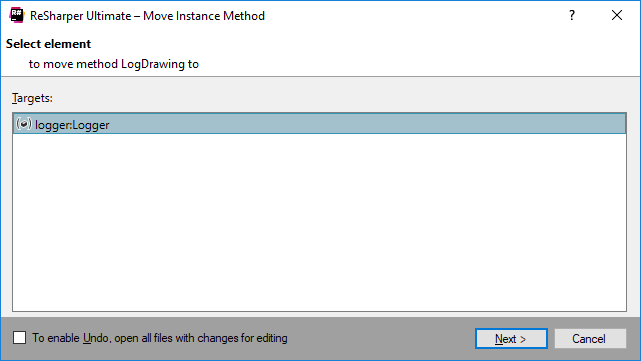 R#
ReSharper Ultimate – Move Instance Method
?
Select element
to move method LogDrawing to
Targets:
logger:Logger
To enable Undo, open all files with changes for editing
Next >
Cancel